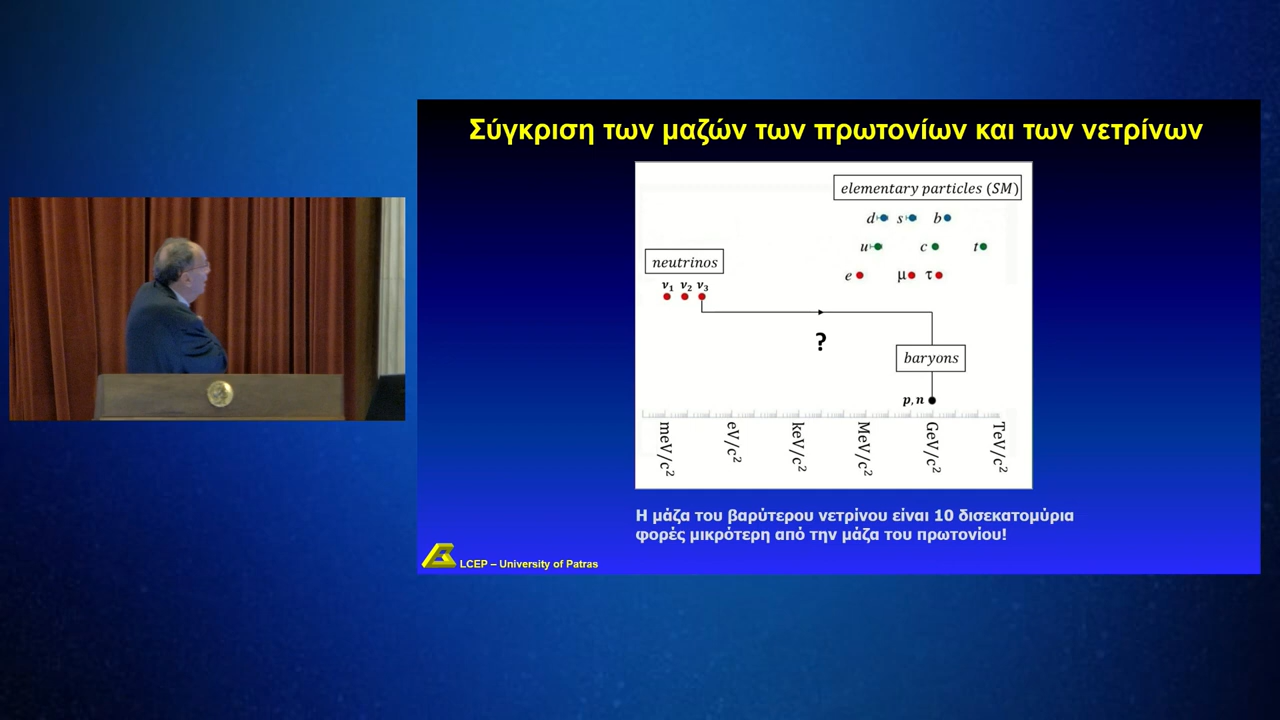 Σύγκριση των μαζών των πρωτονίων και των νετρίνων
elementary particles (SM)
d s b
u c t
neutrinos
e μ τ
ν1 ν2 ν3
?
baryons
p, n
meV/c² eV/c² keV/c² MeV/c² GeV/c² TeV/c²
Η μάζα του βαρύτερου νετρίνου είναι 10 δισεκατομύρια
φορές μικρότερη από την μάζα του πρωτονίου!
LCEP – University of Patras